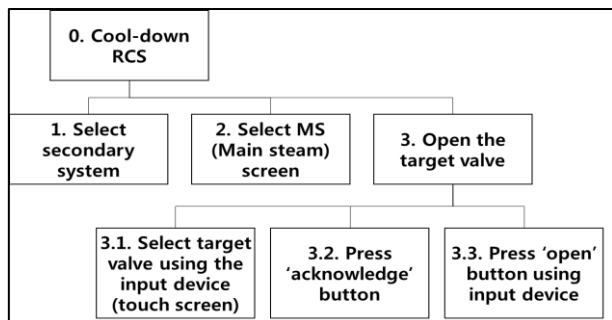 0. Cool-down
RCS
1. Select
secondary
system
2. Select MS
(Main steam)
screen
3. Open the
target valve
3.1. Select target
valve using the
input device
(touch screen)
3.2. Press
‘acknowledge‘
button
3.3. Press ‘open’
button using
input device